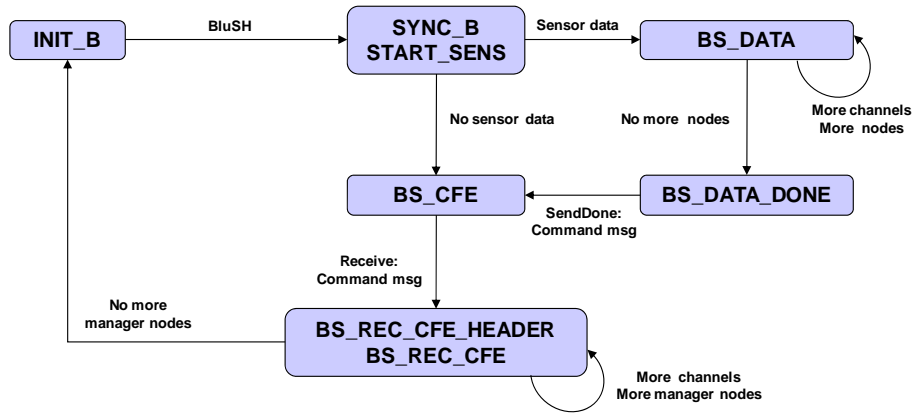 BluSH
INIT_B
SYNC_B
START_SENS
Sensor data
BS_DATA
More channels
More nodes
No sensor data
No more nodes
BS_CFE
BS_DATA_DONE
SendDone:
Command msg
Receive:
Command msg
No more
manager nodes
BS_REC_CFE_HEADER
BS_REC_CFE
More channels
More manager nodes